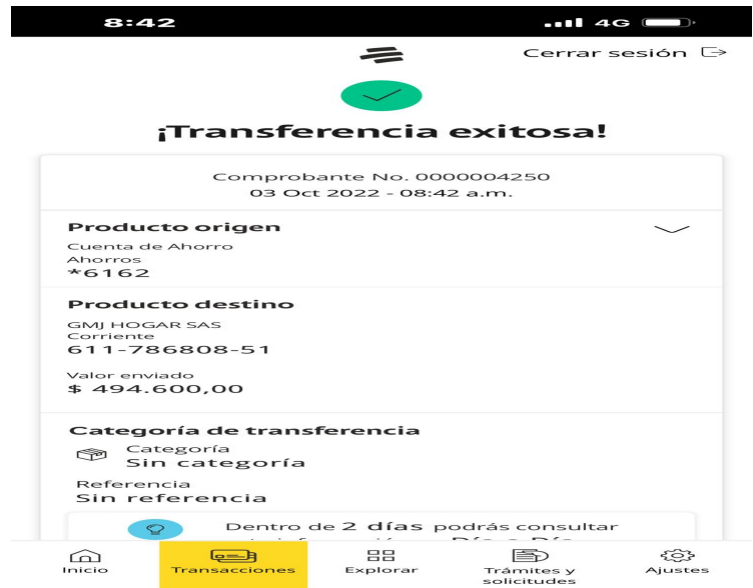 8:42
4G
Cerrar sesión
¡Transferencia exitosa!
Comprobante No. 0000004250
03 Oct 2022 - 08:42 a.m.
Producto origen
Cuenta de Ahorro
Ahorros
*6162
Producto destino
GMJ HOGAR SAS
Corriente
611-786808-51
Valor enviado
$ 494.600,00
Categoría de transferencia
Categoría
Sin categoría
Referencia
Sin referencia
Dentro de 2 días podrás consultar
Inicio
Transacciones
Explorar
Trámites y
solicitudes
Ajustes